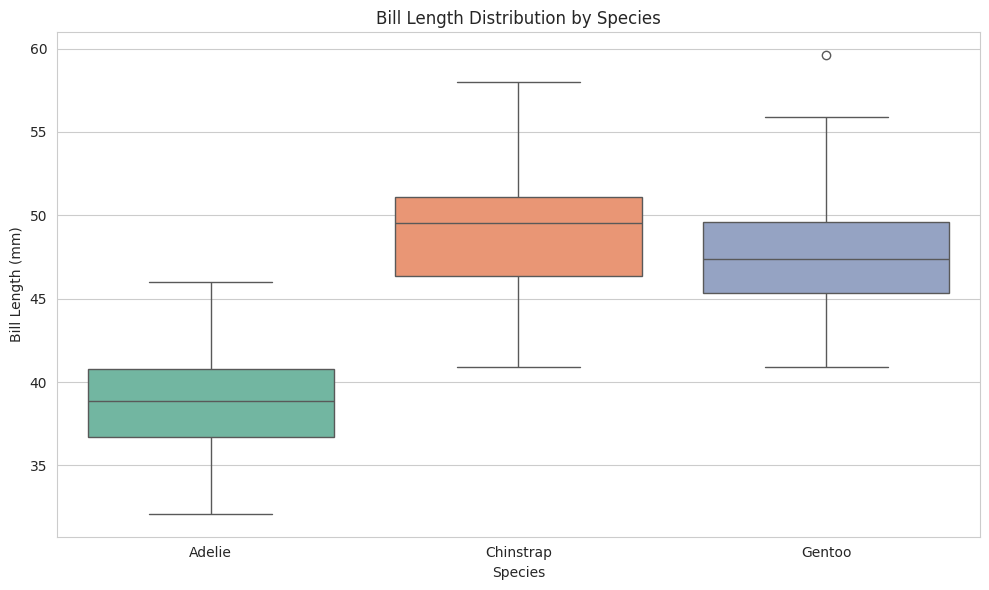 Bill Length Distribution by Species
Bill Length (mm)
60
55
50
45
40
35
Adelie
Chinstrap
Gentoo
Species